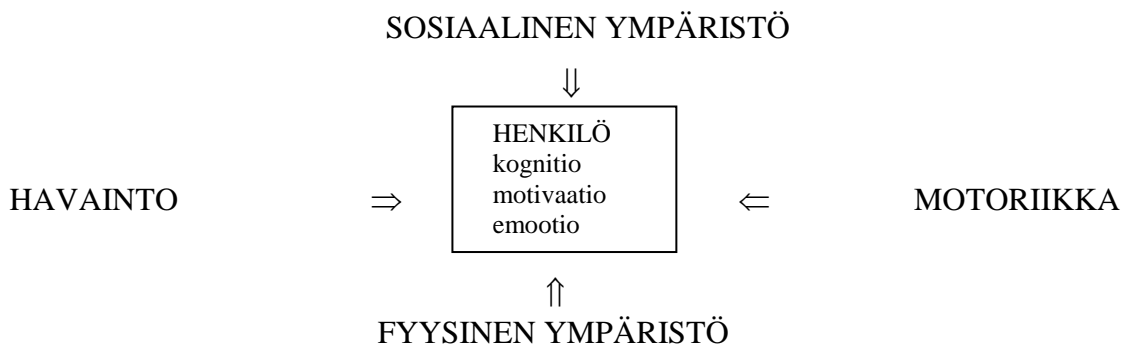 SOSIAALINEN YMPÄRISTÖ
⇓
HENKILÖ
kognitio
HAVAINTO ⇒ motivaatio ⇐ MOTORIIKKA
emootio
⇑
FYYSINEN YMPÄRISTÖ